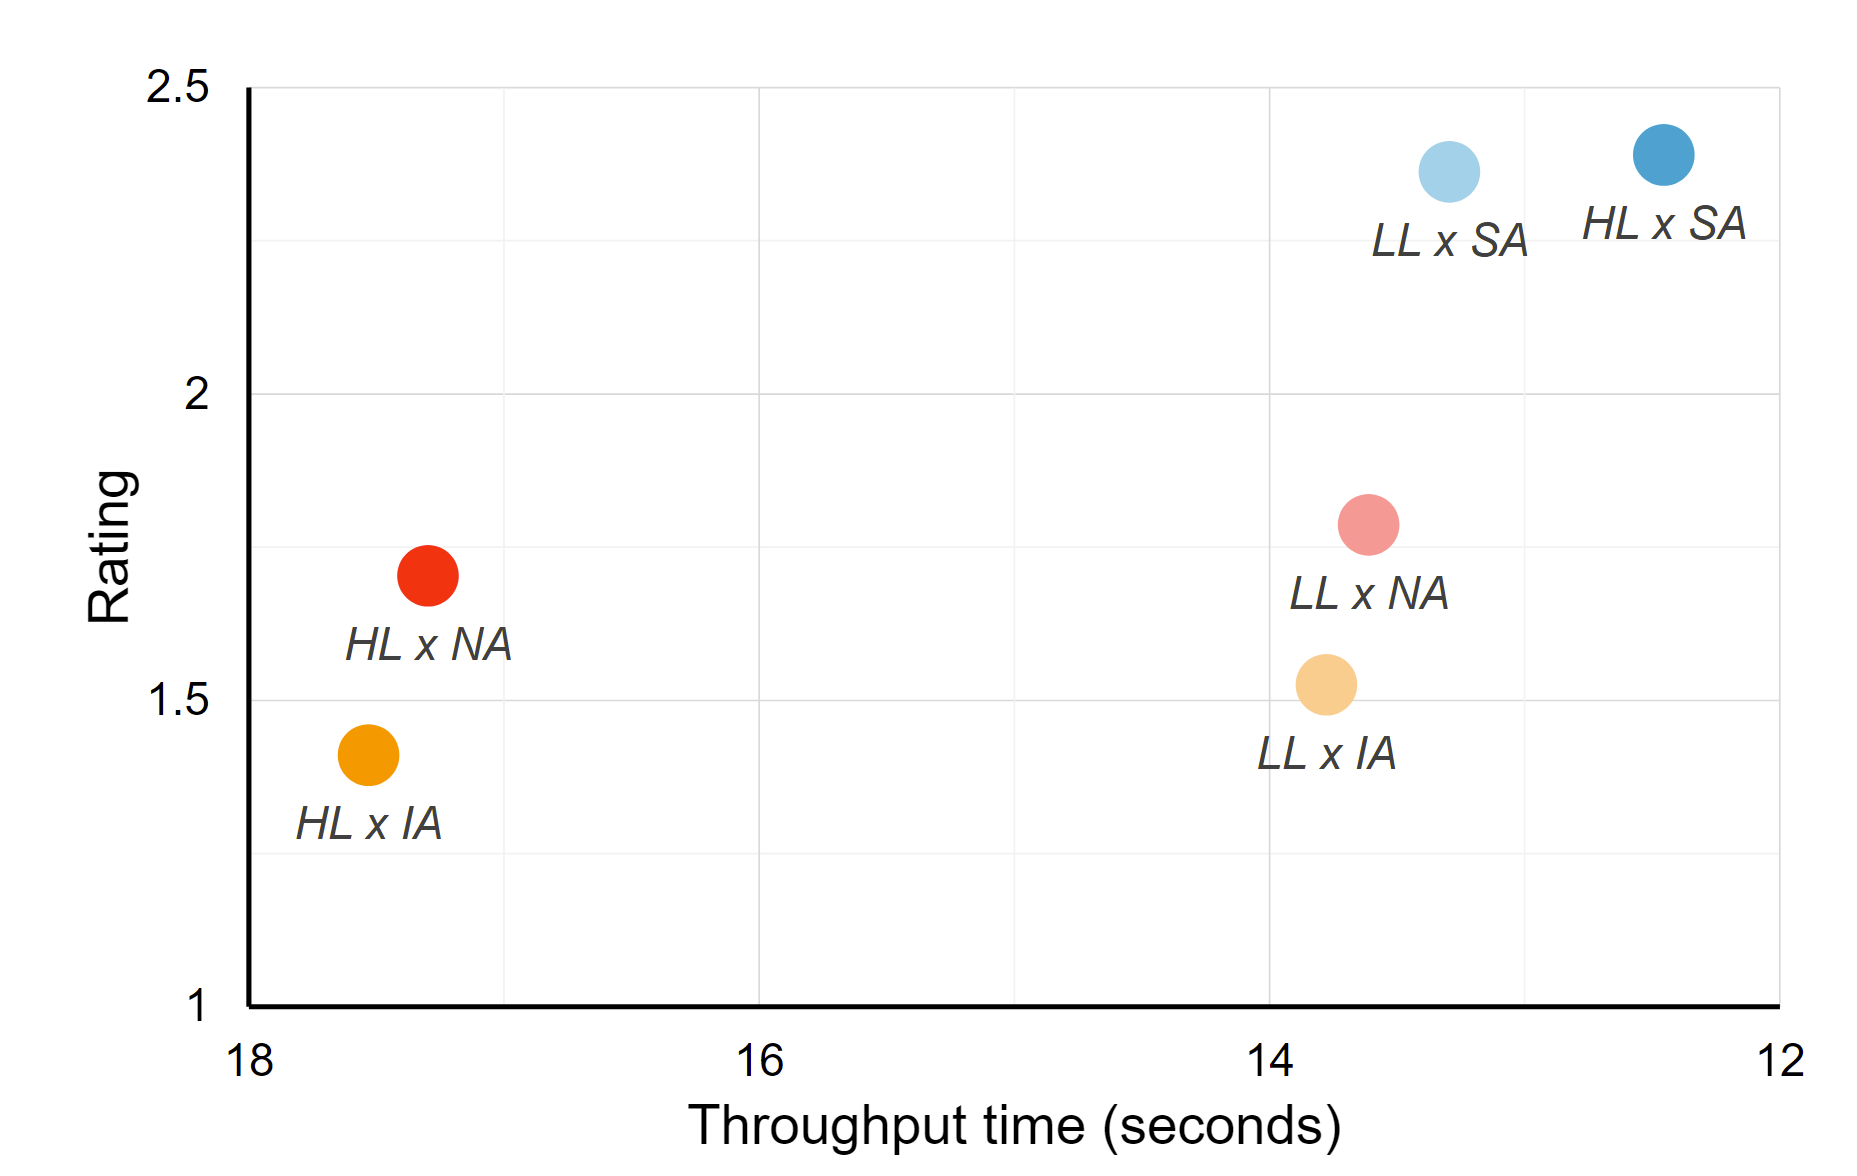 2.5
2
1.5
1
Rating
LL x SA
HL x SA
HL x NA
LL x NA
LL x IA
HL x IA
18 16 14 12
Throughput time (seconds)